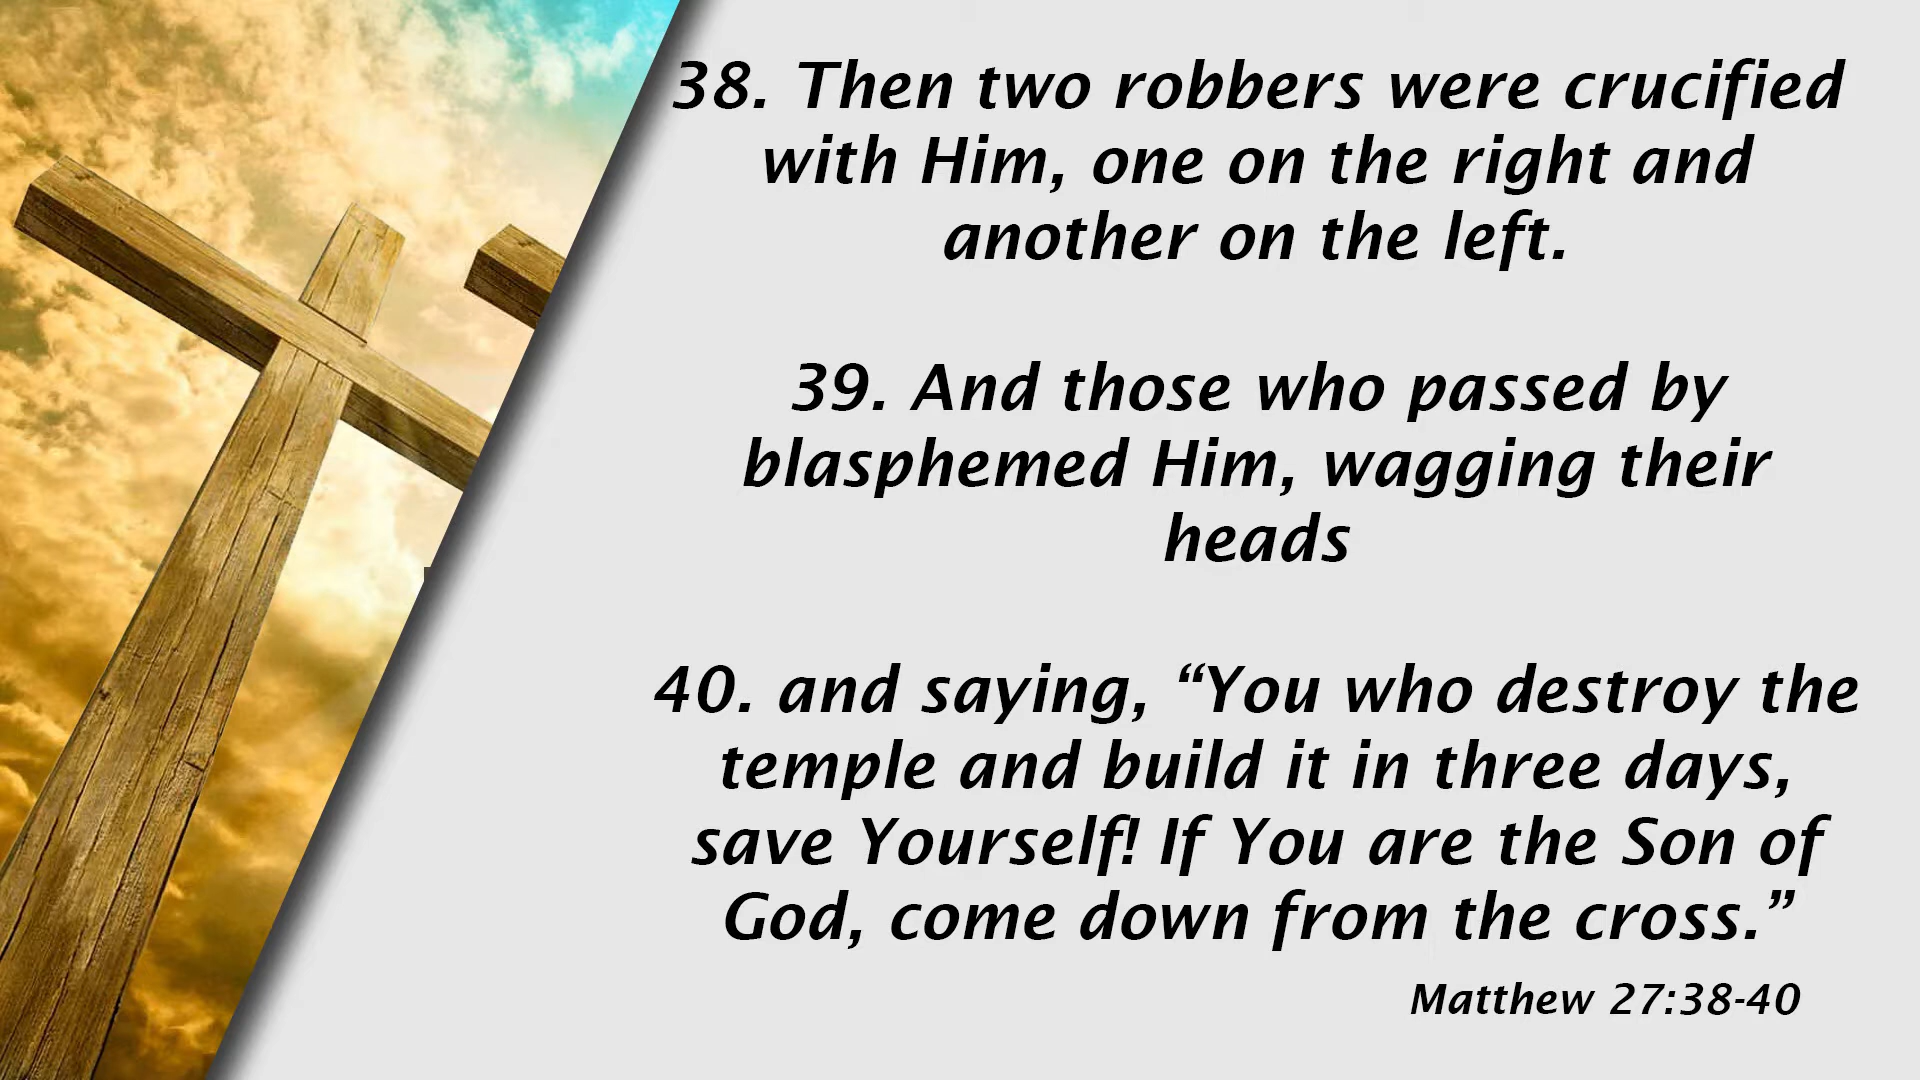 38. Then two robbers were crucified
with Him, one on the right and
another on the left.
39. And those who passed by
blasphemed Him, wagging their
heads
40. and saying, “You who destroy the
temple and build it in three days,
save Yourself! If You are the Son of
God, come down from the cross.”
Matthew 27:38-40